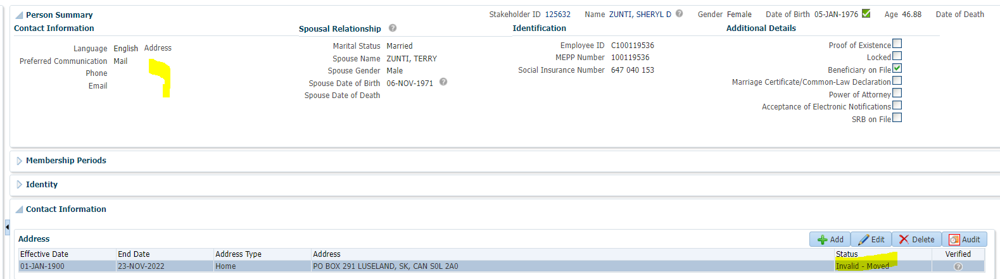 Person Summary Stakeholder ID 125632 Name ZUNTI, SHERYL D Gender Female Date of Birth 05-JAN-1976 Age 46.88 Date of Death
Contact Information
Language English Address
Preferred Communication Mail
Phone
Email
Spousal Relationship
Marital Status Married
Spouse Name ZUNTI, TERRY
Spouse Gender Male
Spouse Date of Birth 06-NOV-1971
Spouse Date of Death
Identification
Employee ID C100119536
MEPP Number 100119536
Social Insurance Number 647 040 153
Additional Details
Proof of Existence
Locked
Beneficiary on File
Marriage Certificate/Common-Law Declaration
Power of Attorney
Acceptance of Electronic Notifications
SRB on File
Membership Periods
Identity
Contact Information
Address Add Edit Delete Audit
Effective Date End Date Address Type Address Status Verified
01-JAN-1900 23-NOV-2022 Home PO BOX 291 LUSELAND, SK, CAN S0L 2A0 Invalid - Moved